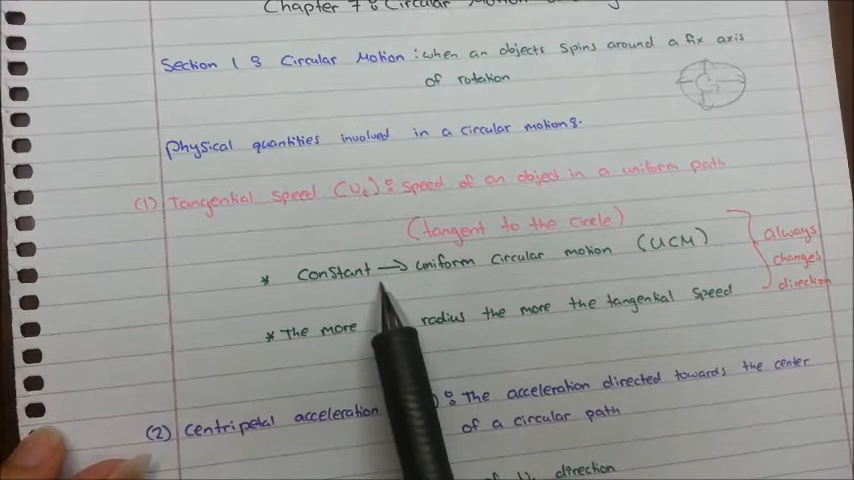 Chapter 7 : Circular Motion
Section 1 : Circular Motion : when an objects spins around a fix axis
of rotation
Physical quantities involved in a circular motion :
(1) Tangential speed (Vt) : speed of an object in a uniform path
(tangent to the circle)
* Constant → uniform circular motion (UCM)
always
changes
direction
* The more radius the more the tangential speed
(2) Centripetal acceleration ) : The acceleration directed towards the center
of a circular path
direction